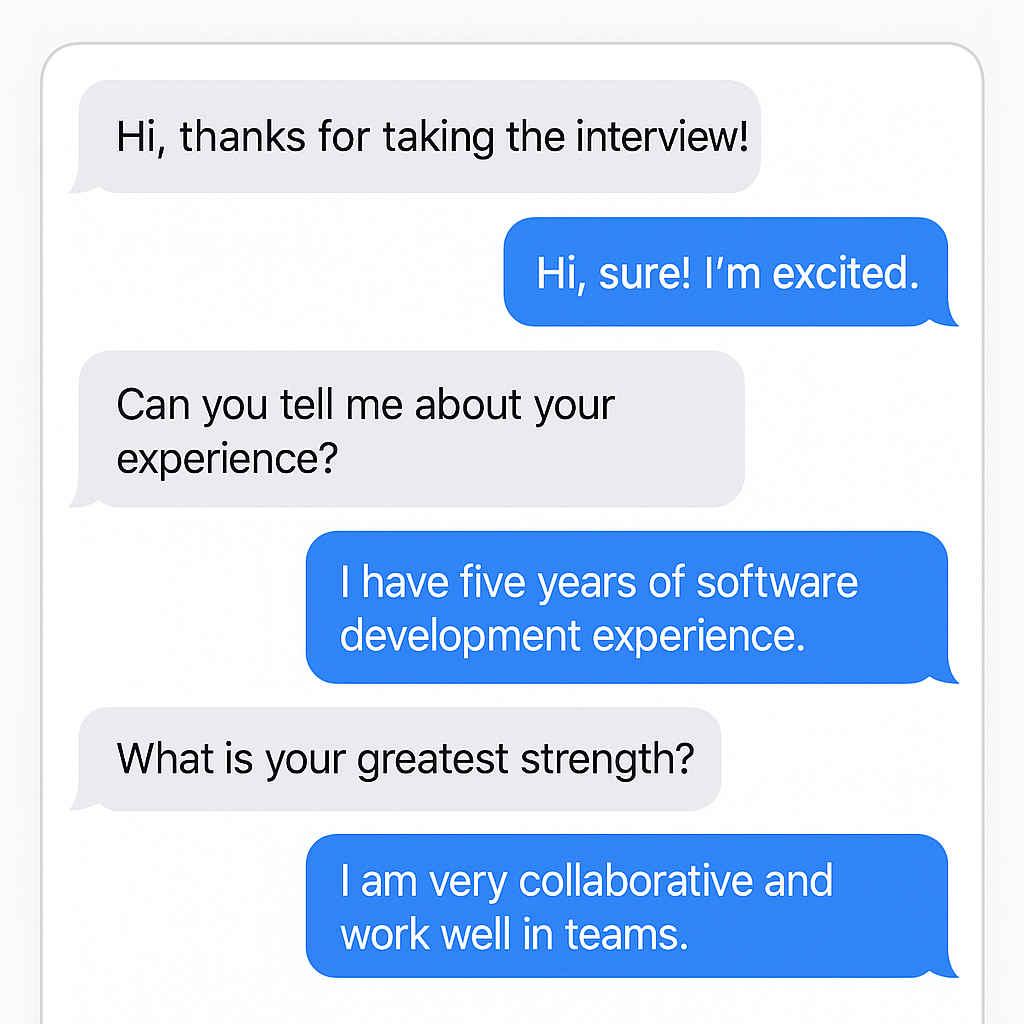 Hi, thanks for taking the interview!
Hi, sure! I’m excited.
Can you tell me about your
experience?
I have five years of software
development experience.
What is your greatest strength?
I am very collaborative and
work well in teams.